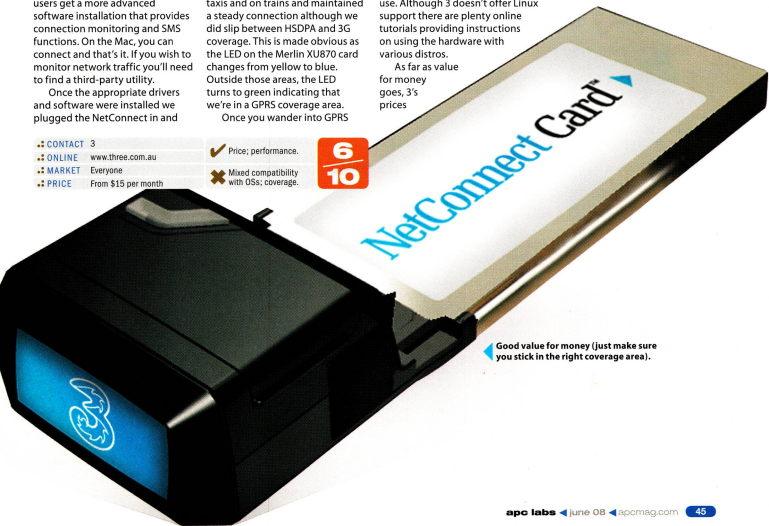 users get a more advanced
software installation that provides
connection monitoring and SMS
functions. On the Mac, you can
connect and that's it. If you wish to
monitor network traffic you'll need
to find a third-party utility.
Once the appropriate drivers
and software were installed we
plugged the NetConnect in and
taxis and on trains and maintained
a steady connection although we
did slip between HSDPA and 3G
coverage. This is made obvious as
the LED on the Merlin XU870 card
changes from yellow to blue.
Outside those areas, the LED
turns to green indicating that
we're in a GPRS coverage area.
Once you wander into GPRS
use. Although 3 doesn't offer Linux
support there are plenty online
tutorials providing instructions
on using the hardware with
various distros.
As far as value
for money
goes, 3's
prices
CONTACT 3
ONLINE www.three.com.au
MARKET Everyone
PRICE From $15 per month
Price; performance.
Mixed compatibility
with OSs; coverage.
6
10
NetConnect Card™
3
Good value for money (just make sure
you stick in the right coverage area).
apc labs june 08 apcmag.com 45